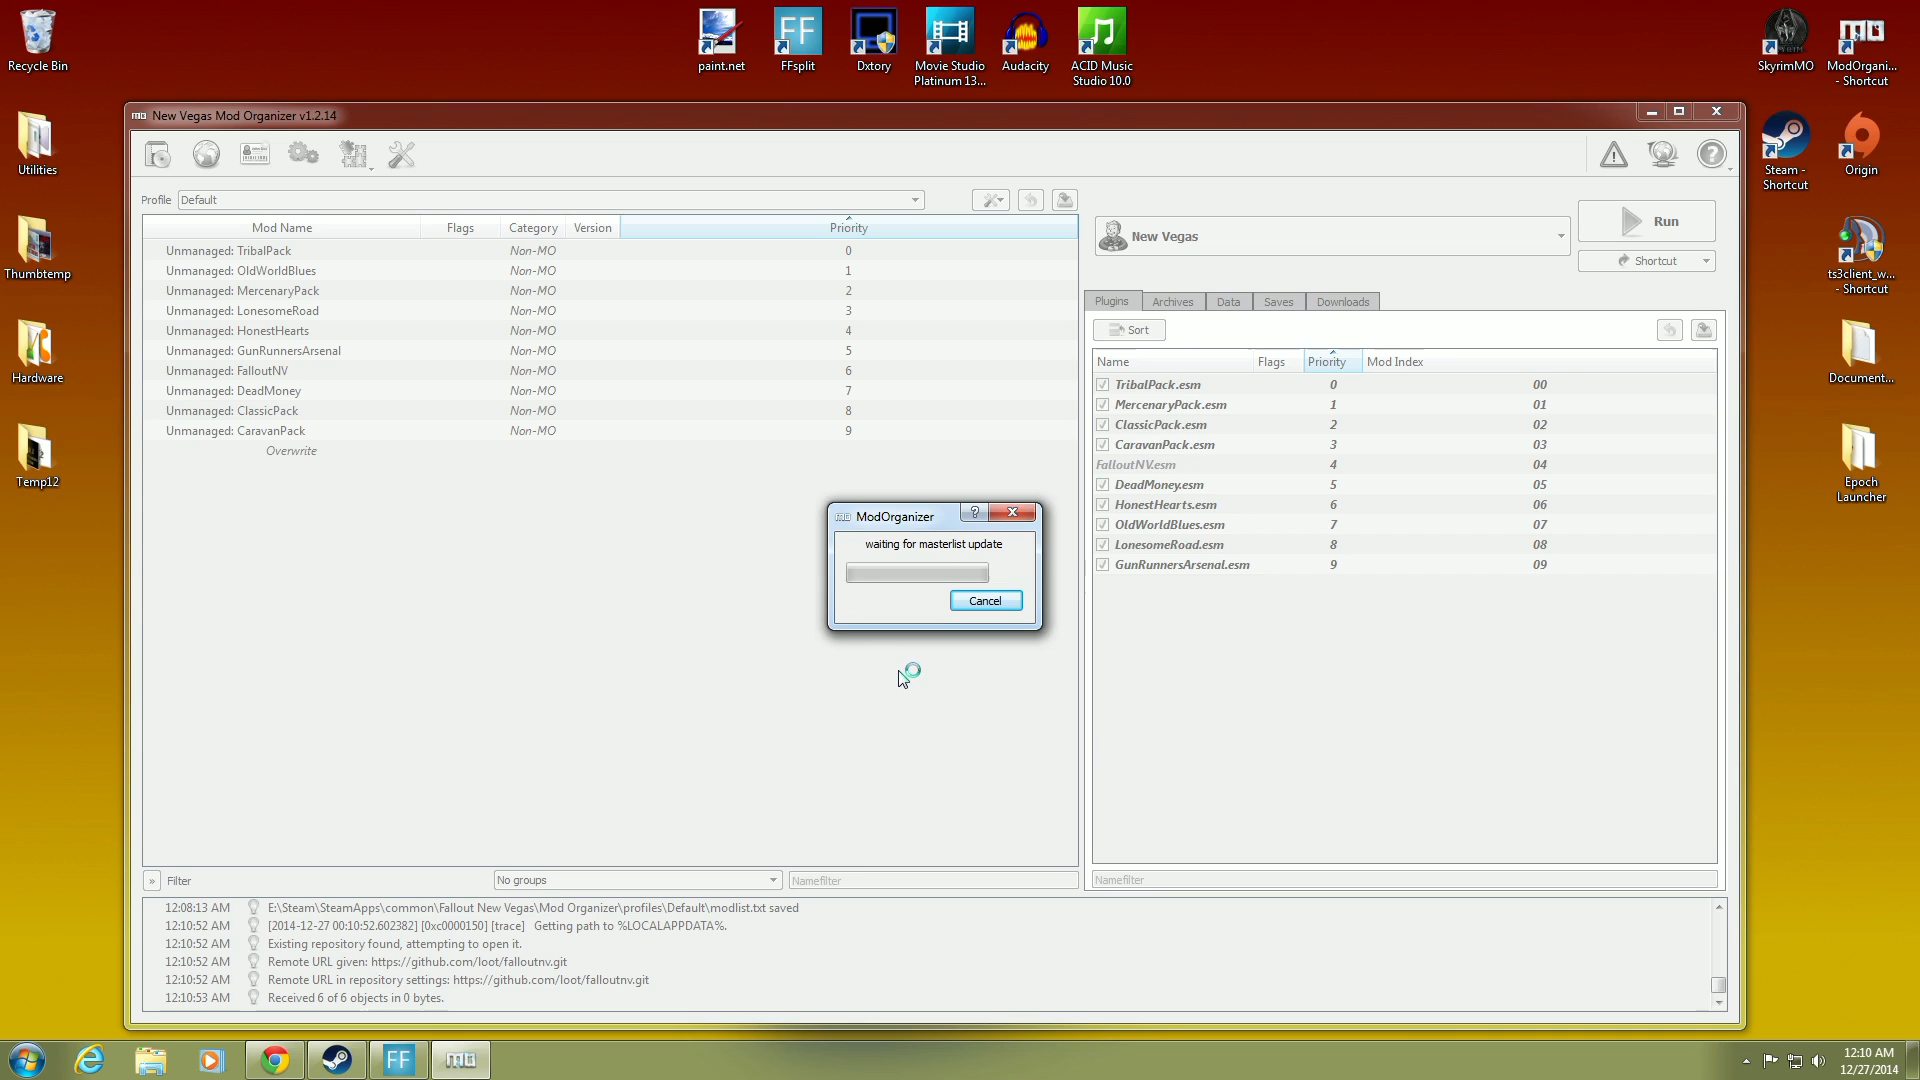 Recycle Bin
Utilities
Thumbtemp
Hardware
Temp12
paint.net
FF
FFsplit
Dxtory
Movie Studio
Platinum 13...
Audacity
ACID Music
Studio 10.0
SkyrimMO
ModOrgani...
- Shortcut
Steam -
Shortcut
Origin
ts3client_w...
- Shortcut
Document...
Epoch
Launcher
New Vegas Mod Organizer v1.2.14
Profile Default
Mod Name Flags Category Version Priority
Unmanaged: TribalPack Non-MO 0
Unmanaged: OldWorldBlues Non-MO 1
Unmanaged: MercenaryPack Non-MO 2
Unmanaged: LonesomeRoad Non-MO 3
Unmanaged: HonestHearts Non-MO 4
Unmanaged: GunRunnersArsenal Non-MO 5
Unmanaged: FalloutNV Non-MO 6
Unmanaged: DeadMoney Non-MO 7
Unmanaged: ClassicPack Non-MO 8
Unmanaged: CaravanPack Non-MO 9
Overwrite
New Vegas
Run
Shortcut
Plugins Archives Data Saves Downloads
Sort
Name Flags Priority Mod Index
TribalPack.esm 0 00
MercenaryPack.esm 1 01
ClassicPack.esm 2 02
CaravanPack.esm 3 03
FalloutNV.esm 4 04
DeadMoney.esm 5 05
HonestHearts.esm 6 06
OldWorldBlues.esm 7 07
LonesomeRoad.esm 8 08
GunRunnersArsenal.esm 9 09
ModOrganizer
waiting for masterlist update
Cancel
» Filter No groups Namefilter
Namefilter
12:08:13 AM E:\Steam\SteamApps\common\Fallout New Vegas\Mod Organizer\profiles\Default\modlist.txt saved
12:10:52 AM [2014-12-27 00:10:52.602382] [0xc0000150] [trace] Getting path to %LOCALAPPDATA%.
12:10:52 AM Existing repository found, attempting to open it.
12:10:52 AM Remote URL given: https://github.com/loot/falloutnv.git
12:10:52 AM Remote URL in repository settings: https://github.com/loot/falloutnv.git
12:10:53 AM Received 6 of 6 objects in 0 bytes.
FF
12:10 AM
12/27/2014